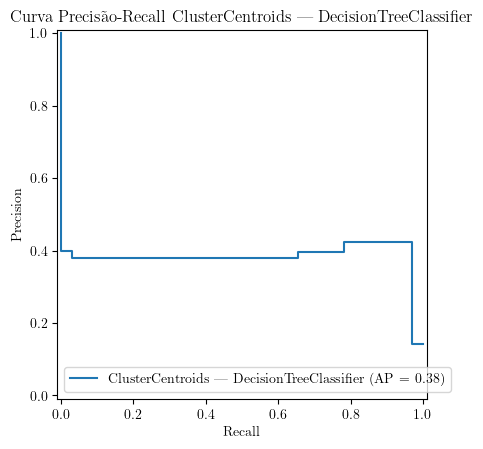 Curva Precisão-Recall ClusterCentroids — DecisionTreeClassifier
1.0
0.8
0.6
0.4
0.2
0.0
Precision
ClusterCentroids — DecisionTreeClassifier (AP = 0.38)
0.0 0.2 0.4 0.6 0.8 1.0
Recall